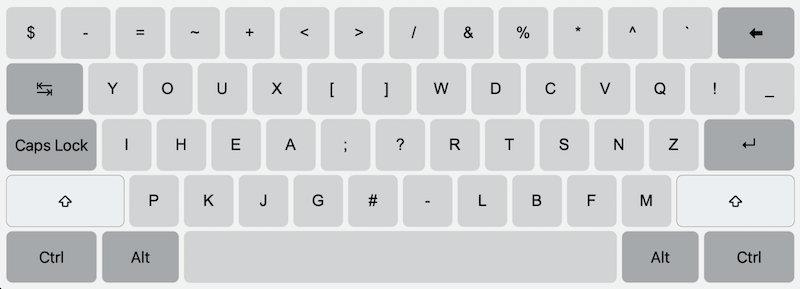 $ - = ~ + < > / & % * ^ ` ⬅
↹ Y O U X [ ] W D C V Q ! _
Caps Lock I H E A ; ? R T S N Z ↵
⇧ P K J G # - L B F M ⇧
Ctrl Alt Alt Ctrl